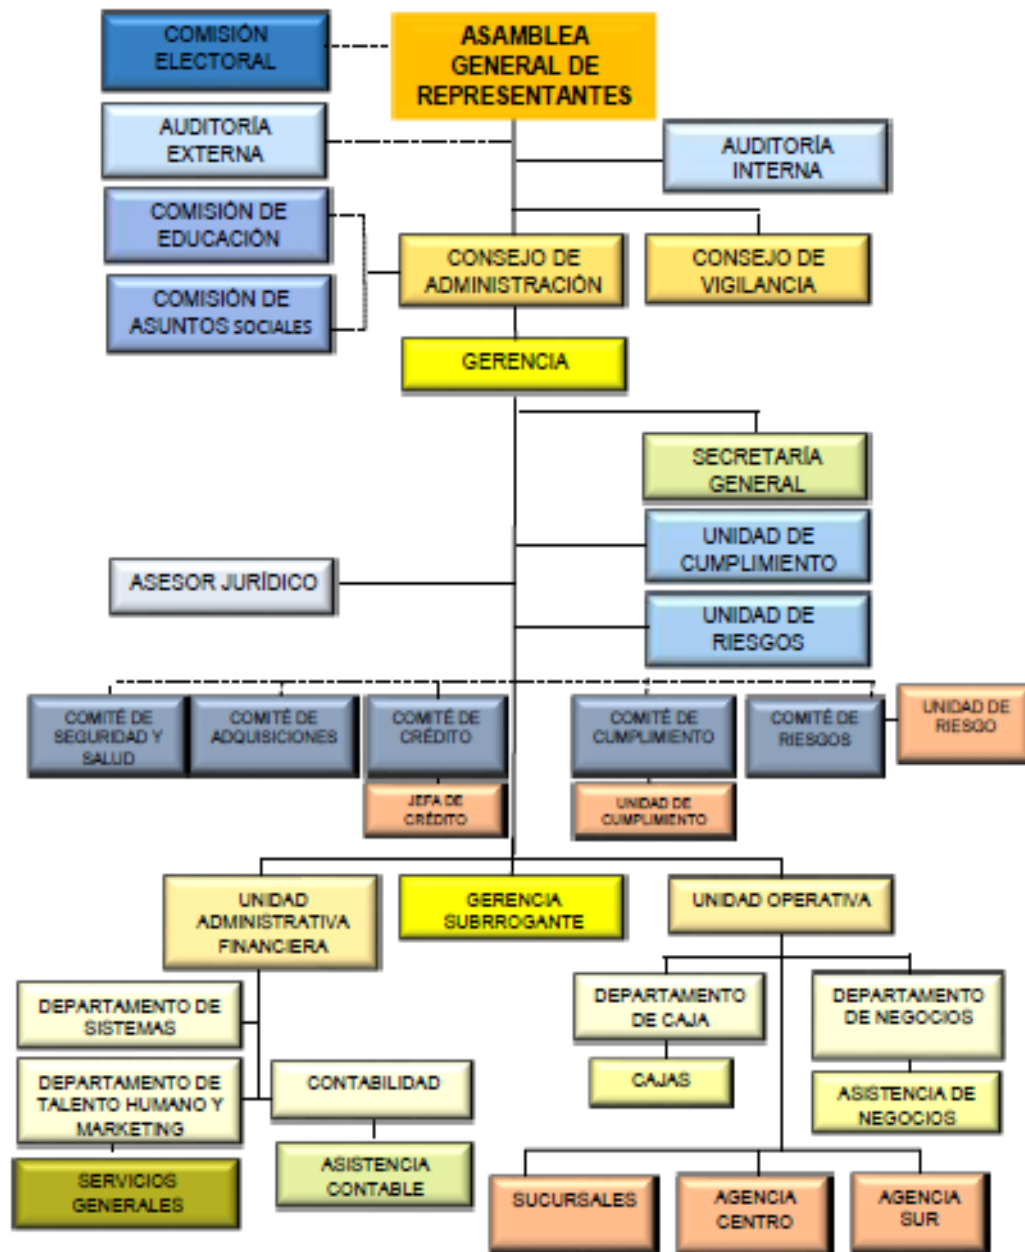 COMISIÓN
ELECTORAL
ASAMBLEA
GENERAL DE
REPRESENTANTES
AUDITORÍA
EXTERNA
AUDITORÍA
INTERNA
COMISIÓN DE
EDUCACIÓN
CONSEJO DE
ADMINISTRACIÓN
CONSEJO DE
VIGILANCIA
COMISIÓN DE
ASUNTOS SOCIALES
GERENCIA
SECRETARÍA
GENERAL
UNIDAD DE
CUMPLIMIENTO
ASESOR JURÍDICO
UNIDAD DE
RIESGOS
COMITÉ DE
SEGURIDAD Y
SALUD
COMITÉ DE
ADQUISICIONES
COMITÉ DE
CRÉDITO
COMITÉ DE
CUMPLIMIENTO
COMITÉ DE
RIESGOS
UNIDAD DE
RIESGO
JEFA DE
CRÉDITO
UNIDAD DE
CUMPLIMIENTO
UNIDAD
ADMINISTRATIVA
FINANCIERA
GERENCIA
SUBRROGANTE
UNIDAD OPERATIVA
DEPARTAMENTO DE
SISTEMAS
DEPARTAMENTO
DE CAJA
DEPARTAMENTO
DE NEGOCIOS
DEPARTAMENTO DE
TALENTO HUMANO Y
MARKETING
CONTABILIDAD
CAJAS
ASISTENCIA DE
NEGOCIOS
SERVICIOS
GENERALES
ASISTENCIA
CONTABLE
SUCURSALES
AGENCIA
CENTRO
AGENCIA
SUR